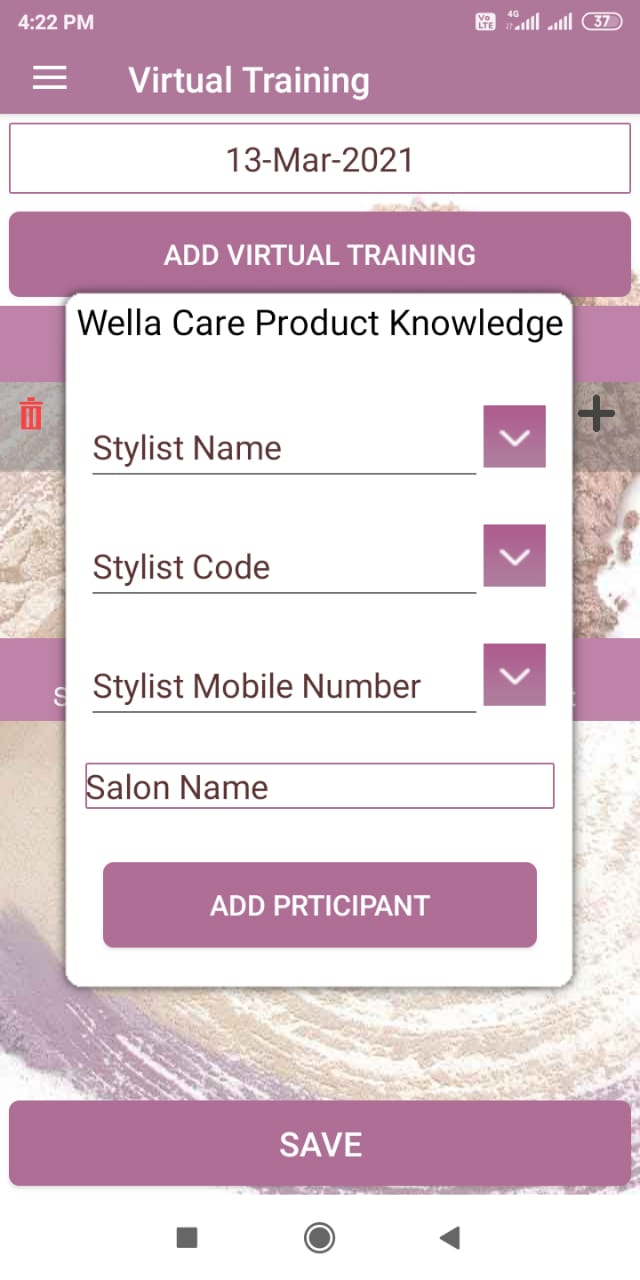 4:22 PM
Vo LTE 4G 37
Virtual Training
13-Mar-2021
ADD VIRTUAL TRAINING
Wella Care Product Knowledge
Stylist Name
Stylist Code
Stylist Mobile Number
Salon Name
ADD PRTICIPANT
SAVE